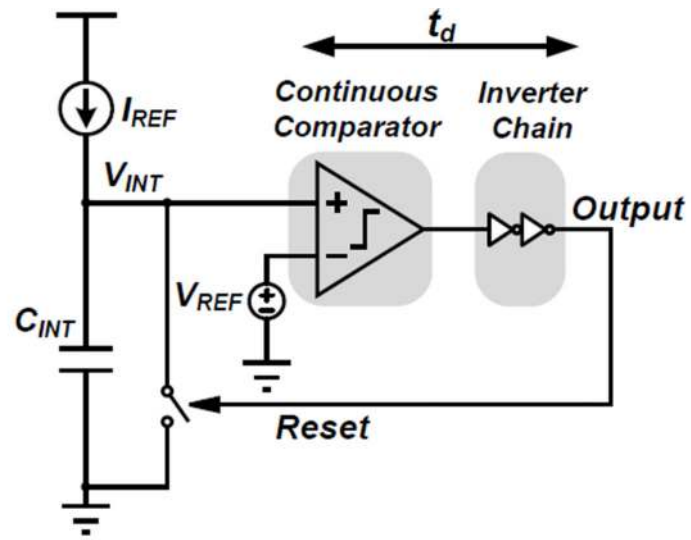 t_d
Continuous
Comparator
Inverter
Chain
I_REF
V_INT
+
Output
−
V_REF
+
−
C_INT
Reset